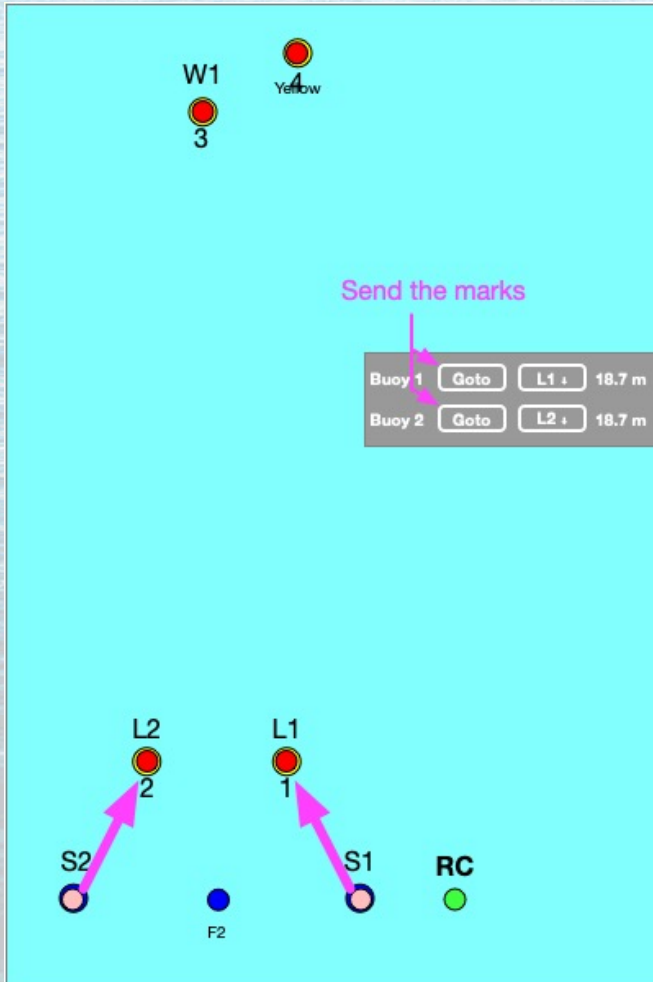 4
W1
Yellow
3
Send the marks
Buoy 1 Goto L1 ↓ 18.7 m
Buoy 2 Goto L2 ↓ 18.7 m
L2 L1
2 1
S2 S1 RC
F2